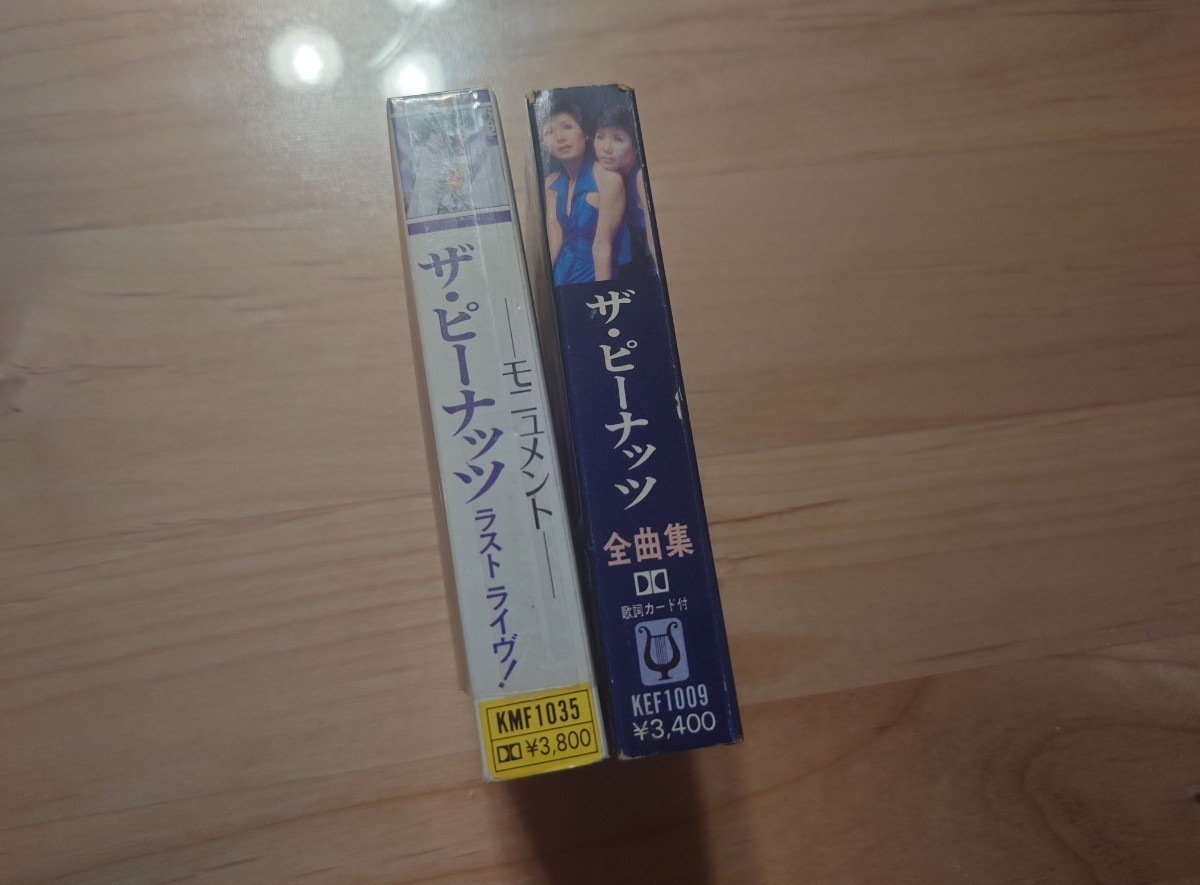 ザ・ピーナッツ ラスト ライヴ!
―モニュメント―
KMF1035
¥3,800
ザ・ピーナッツ
全曲集
歌詞カード付
KEF1009
¥3,400